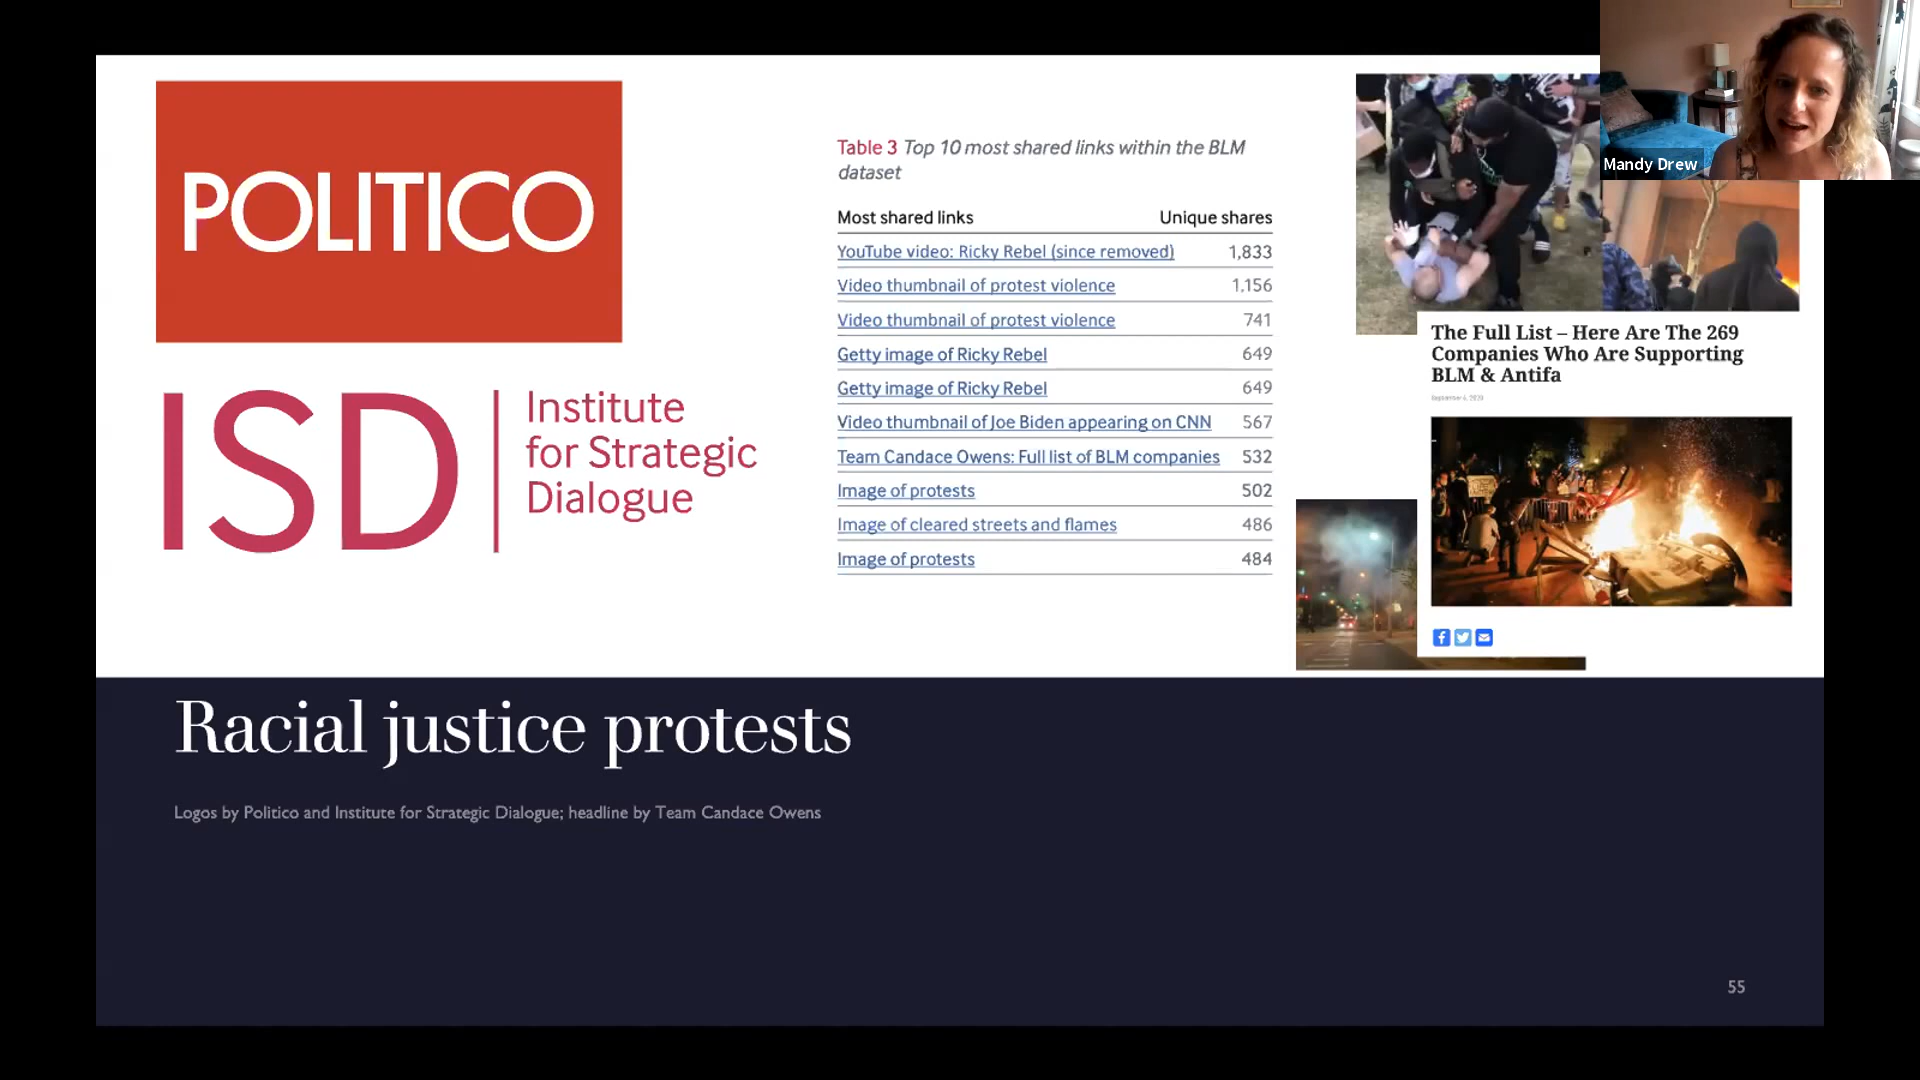 POLITICO
ISD
Institute
for Strategic
Dialogue
Table 3 Top 10 most shared links within the BLM
dataset
Most shared links Unique shares
YouTube video: Ricky Rebel (since removed) 1,833
Video thumbnail of protest violence 1,156
Video thumbnail of protest violence 741
Getty image of Ricky Rebel 649
Getty image of Ricky Rebel 649
Video thumbnail of Joe Biden appearing on CNN 567
Team Candace Owens: Full list of BLM companies 532
Image of protests 502
Image of cleared streets and flames 486
Image of protests 484
Mandy Drew
The Full List – Here Are The 269
Companies Who Are Supporting
BLM & Antifa
September 4, 2020
Racial justice protests
Logos by Politico and Institute for Strategic Dialogue; headline by Team Candace Owens
55